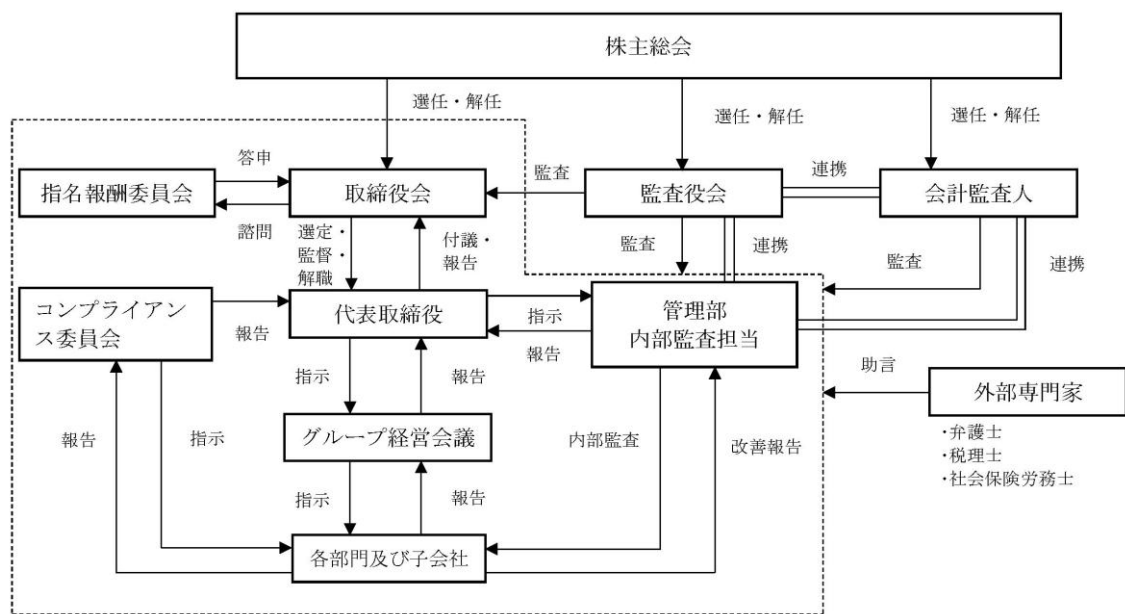 株主総会
選任・解任
選任・解任
選任・解任
答申
監査
連携
指名報酬委員会
取締役会
監査役会
会計監査人
諮問
選定・
監督・
解職
付議・
報告
監査
連携
監査
連携
コンプライアン
ス委員会
報告
代表取締役
指示
報告
管理部
内部監査担当
指示
報告
助言
外部専門家
・弁護士
・税理士
・社会保険労務士
報告
指示
グループ経営会議
内部監査
改善報告
指示
報告
各部門及び子会社